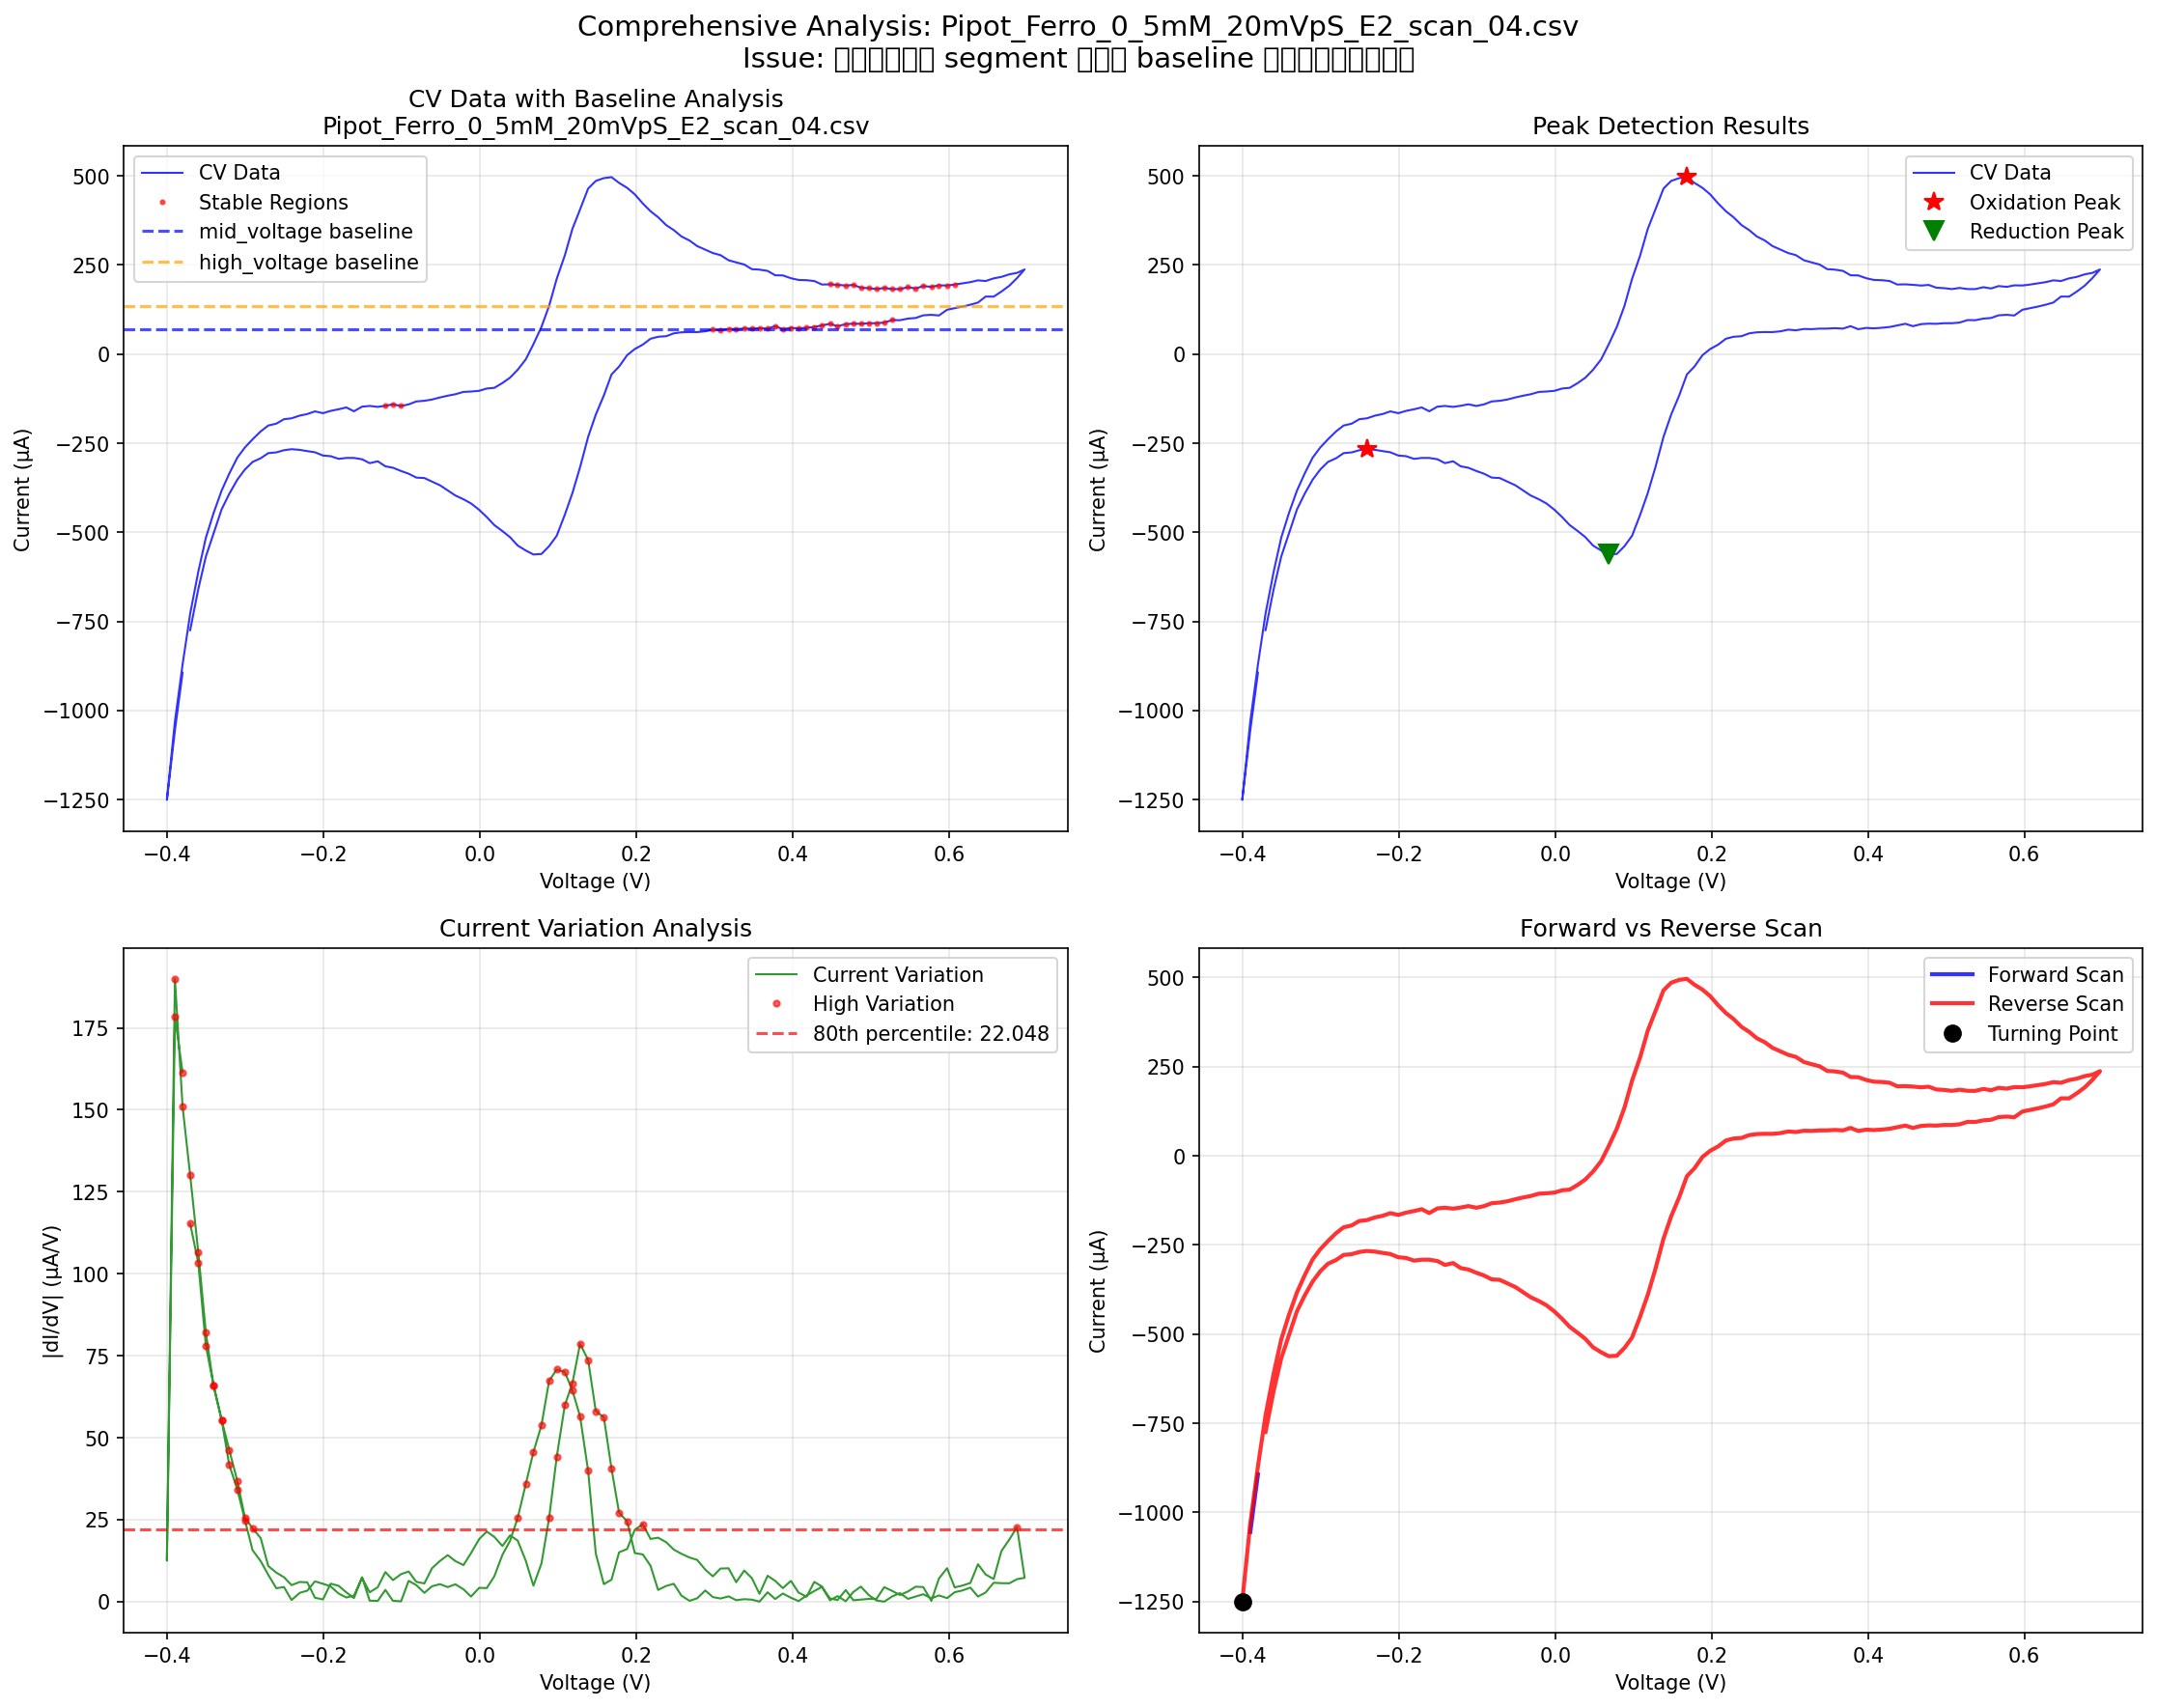 Comprehensive Analysis: Pipot_Ferro_0_5mM_20mVpS_E2_scan_04.csv
Issue: segment baseline
CV Data with Baseline Analysis
Pipot_Ferro_0_5mM_20mVpS_E2_scan_04.csv
CV Data
Stable Regions
mid_voltage baseline
high_voltage baseline
500
250
0
−250
−500
−750
−1000
−1250
Current (µA)
−0.4
−0.2
0.0
0.2
0.4
0.6
Voltage (V)
Peak Detection Results
CV Data
Oxidation Peak
Reduction Peak
500
250
0
−250
−500
−750
−1000
−1250
Current (µA)
−0.4
−0.2
0.0
0.2
0.4
0.6
Voltage (V)
Current Variation Analysis
Current Variation
High Variation
80th percentile: 22.048
175
150
125
100
75
50
25
0
|dI/dV| (µA/V)
−0.4
−0.2
0.0
0.2
0.4
0.6
Voltage (V)
Forward vs Reverse Scan
Forward Scan
Reverse Scan
Turning Point
500
250
0
−250
−500
−750
−1000
−1250
Current (µA)
−0.4
−0.2
0.0
0.2
0.4
0.6
Voltage (V)